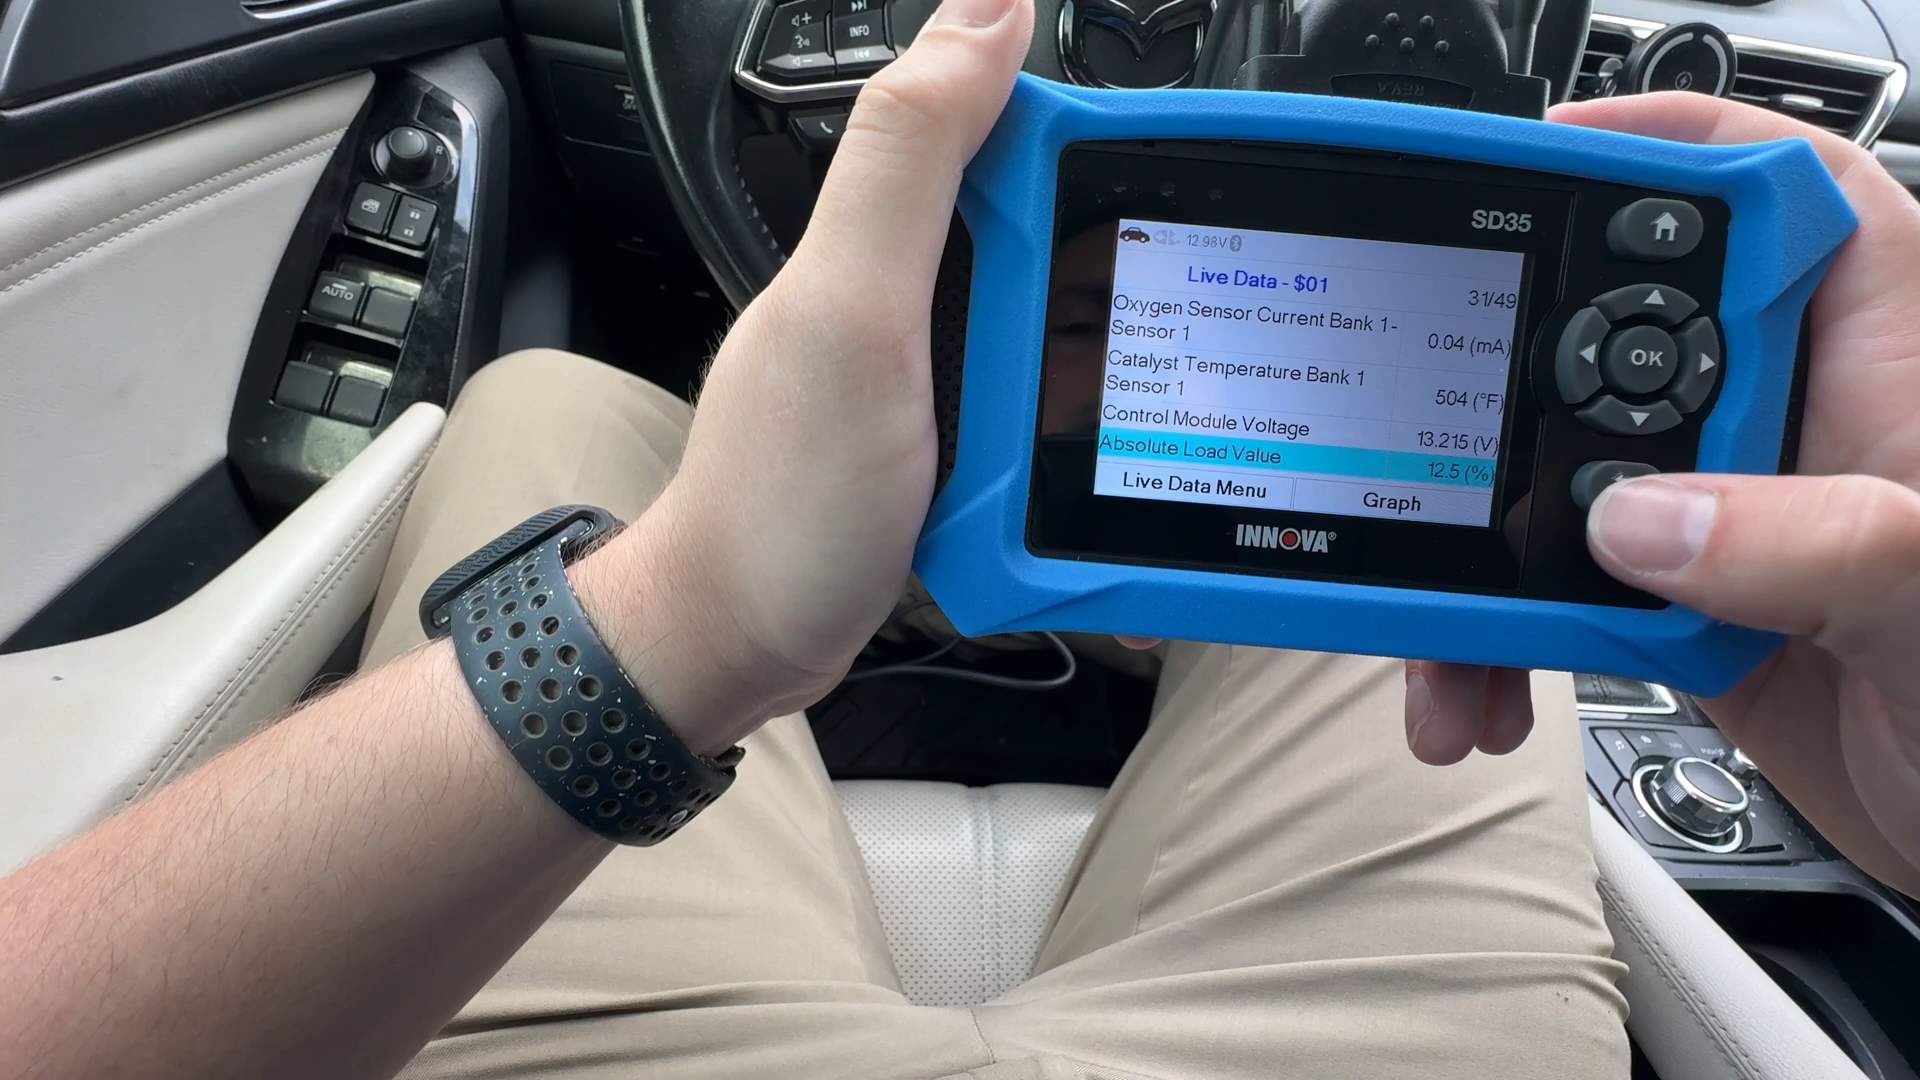 INFO
R
AUTO
SD35
12.98V
Live Data - $01
31/49
Oxygen Sensor Current Bank 1-
Sensor 1
0.04 (mA)
Catalyst Temperature Bank 1
Sensor 1
504 (°F)
Control Module Voltage
13.215 (V)
Absolute Load Value
12.5 (%)
Live Data Menu
Graph
INNOVA®
OK